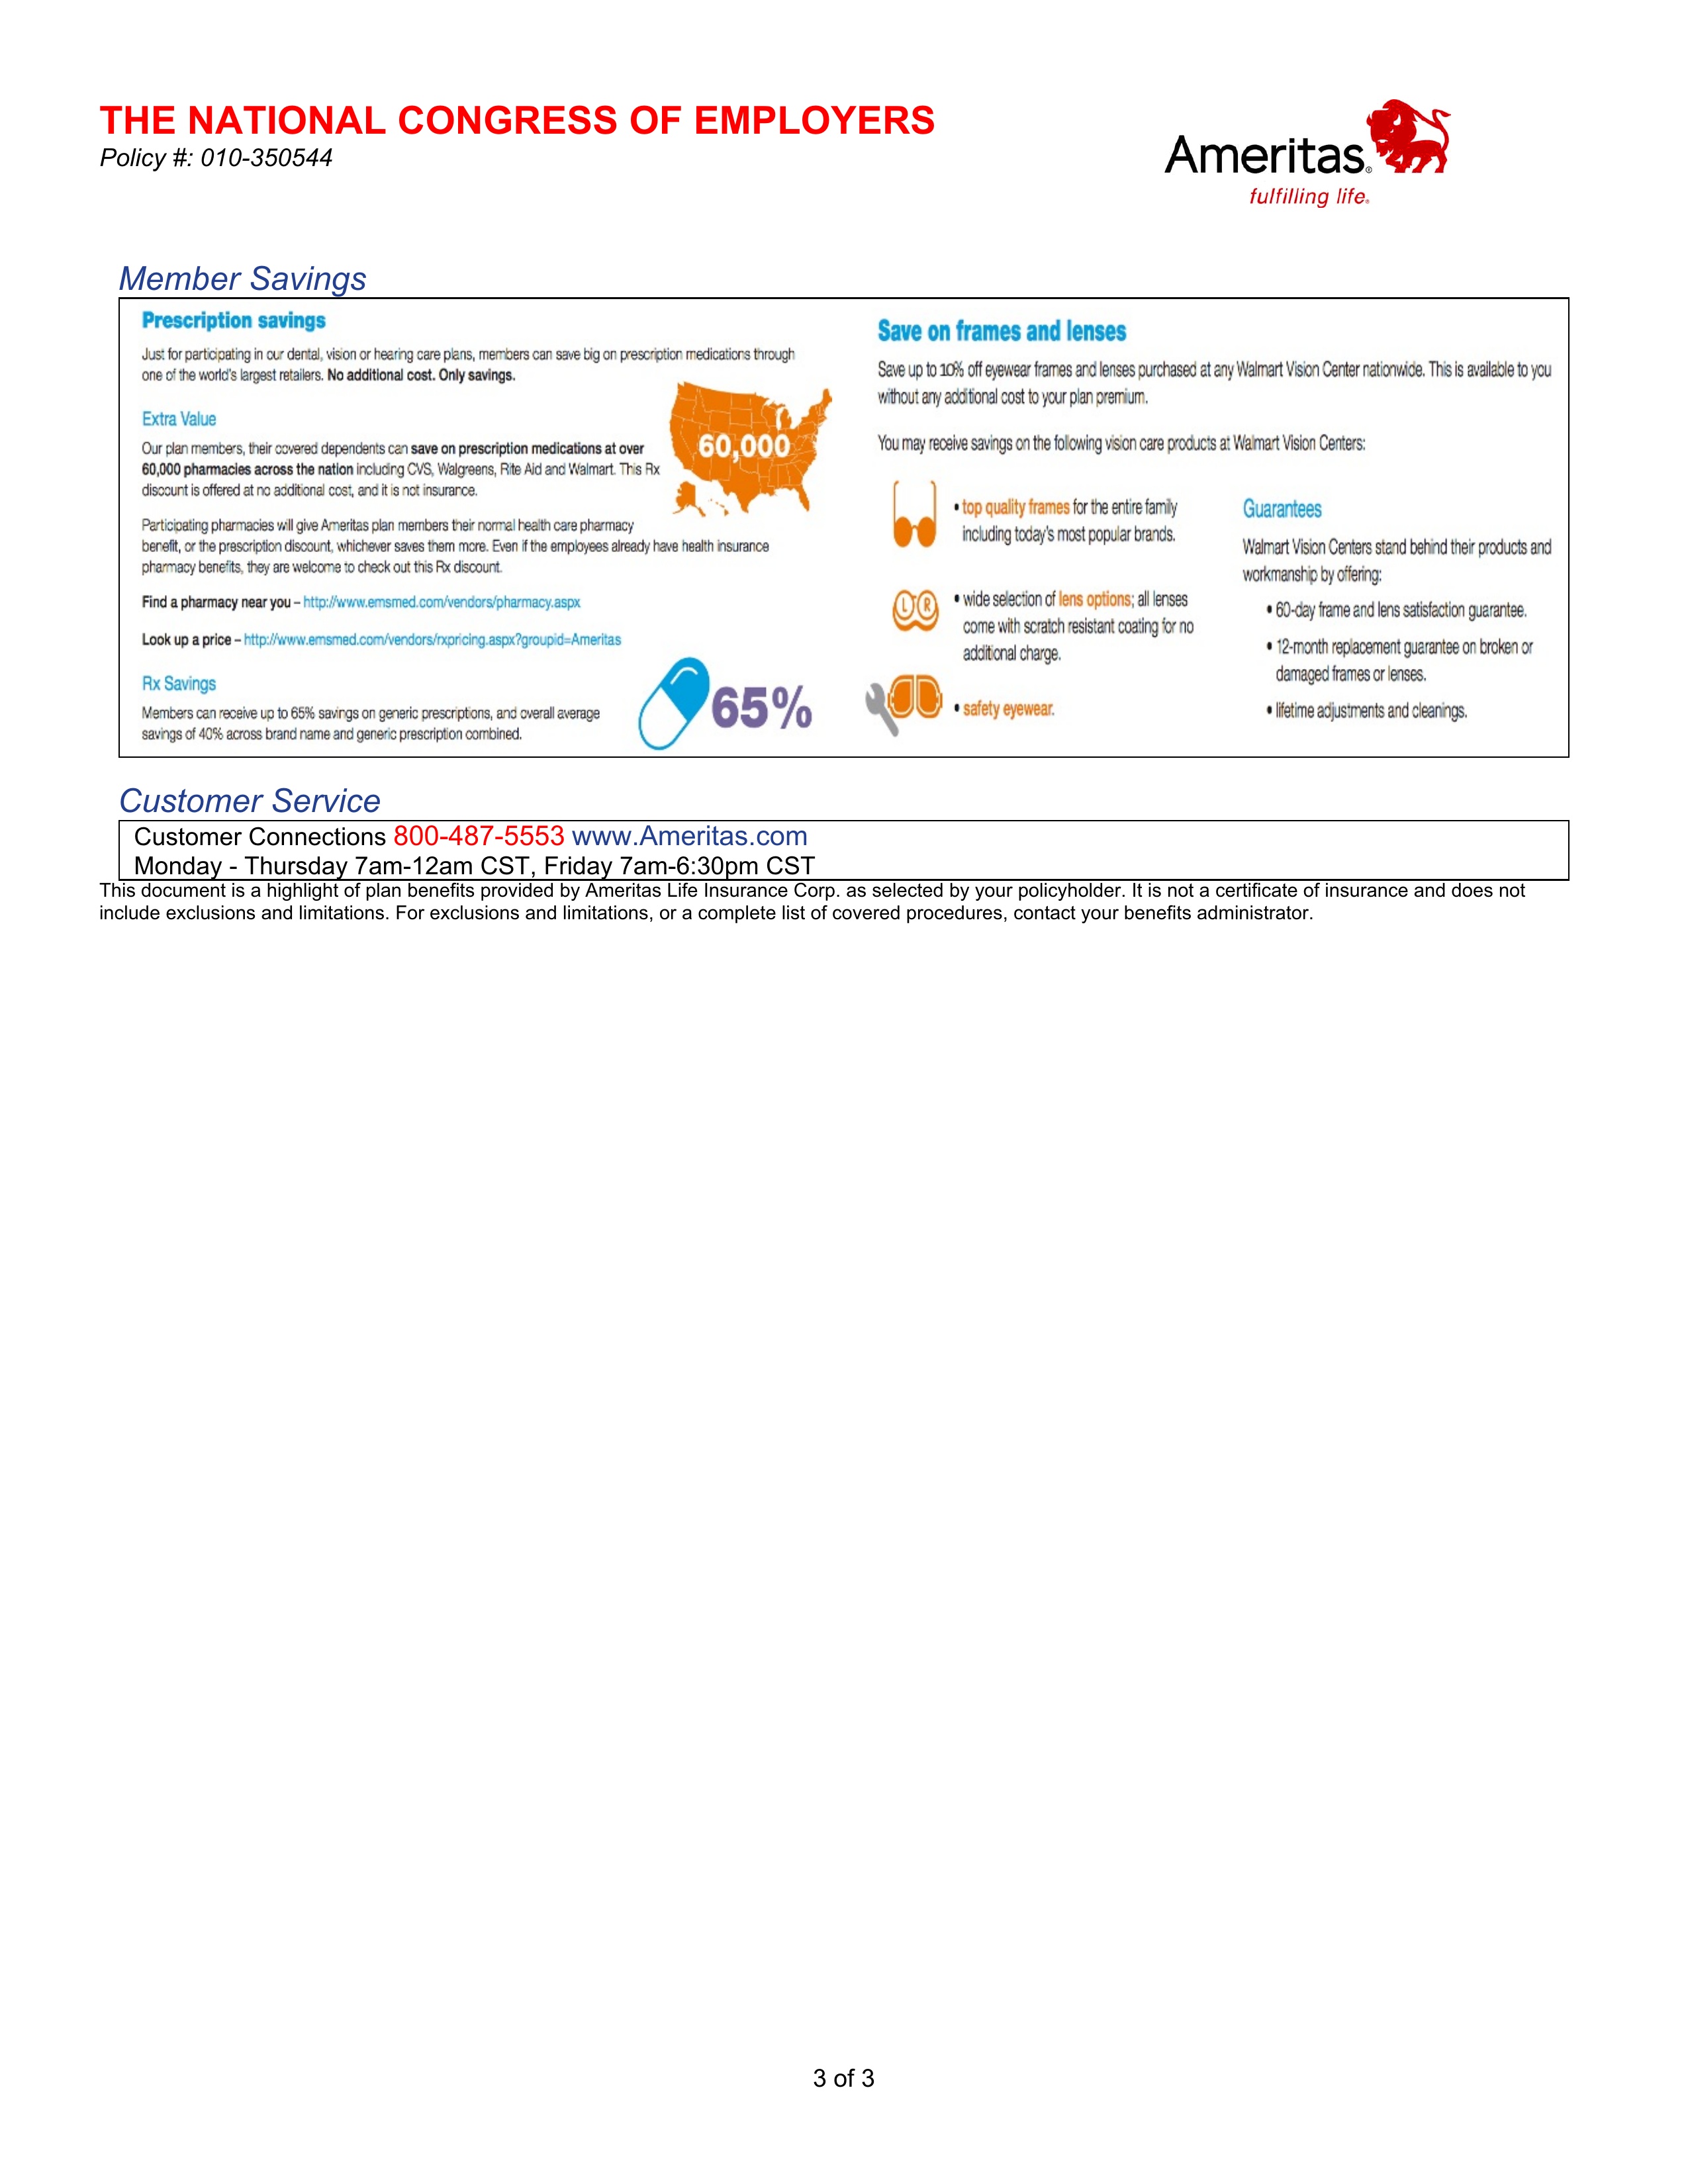 THE NATIONAL CONGRESS OF EMPLOYERS
Policy #: 010-350544
Ameritas®
fulfilling life®
Member Savings
Prescription savings
Just for participating in our dental, vision or hearing care plans, members can save big on prescription medications through
one of the world's largest retailers. No additional cost. Only savings.
Extra Value
Our plan members, their covered dependents can save on prescription medications at over
60,000 pharmacies across the nation including CVS, Walgreens, Rite Aid and Walmart. This Rx
discount is offered at no additional cost, and it is not insurance.
60,000
Participating pharmacies will give Ameritas plan members their normal health care pharmacy
benefit, or the prescription discount, whichever saves them more. Even if the employees already have health insurance
pharmacy benefits, they are welcome to check out this Rx discount.
Find a pharmacy near you – http://www.emsmed.com/vendors/pharmacy.aspx
Look up a price – http://www.emsmed.com/vendors/rxpricing.aspx?groupid=Ameritas
Rx Savings
Members can receive up to 65% savings on generic prescriptions, and overall average
savings of 40% across brand name and generic prescription combined.
65%
Save on frames and lenses
Save up to 10% off eyewear frames and lenses purchased at any Walmart Vision Center nationwide. This is available to you
without any additional cost to your plan premium.
You may receive savings on the following vision care products at Walmart Vision Centers:
• top quality frames for the entire family
including today's most popular brands.
L R
• wide selection of lens options; all lenses
come with scratch resistant coating for no
additional charge.
• safety eyewear.
Guarantees
Walmart Vision Centers stand behind their products and
workmanship by offering:
• 60-day frame and lens satisfaction guarantee.
• 12-month replacement guarantee on broken or
damaged frames or lenses.
• lifetime adjustments and cleanings.
Customer Service
Customer Connections 800-487-5553 www.Ameritas.com
Monday - Thursday 7am-12am CST, Friday 7am-6:30pm CST
This document is a highlight of plan benefits provided by Ameritas Life Insurance Corp. as selected by your policyholder. It is not a certificate of insurance and does not
include exclusions and limitations. For exclusions and limitations, or a complete list of covered procedures, contact your benefits administrator.
3 of 3